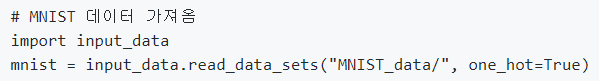 # MNIST 데이터 가져옴
import input_data
mnist = input_data.read_data_sets("MNIST_data/", one_hot=True)